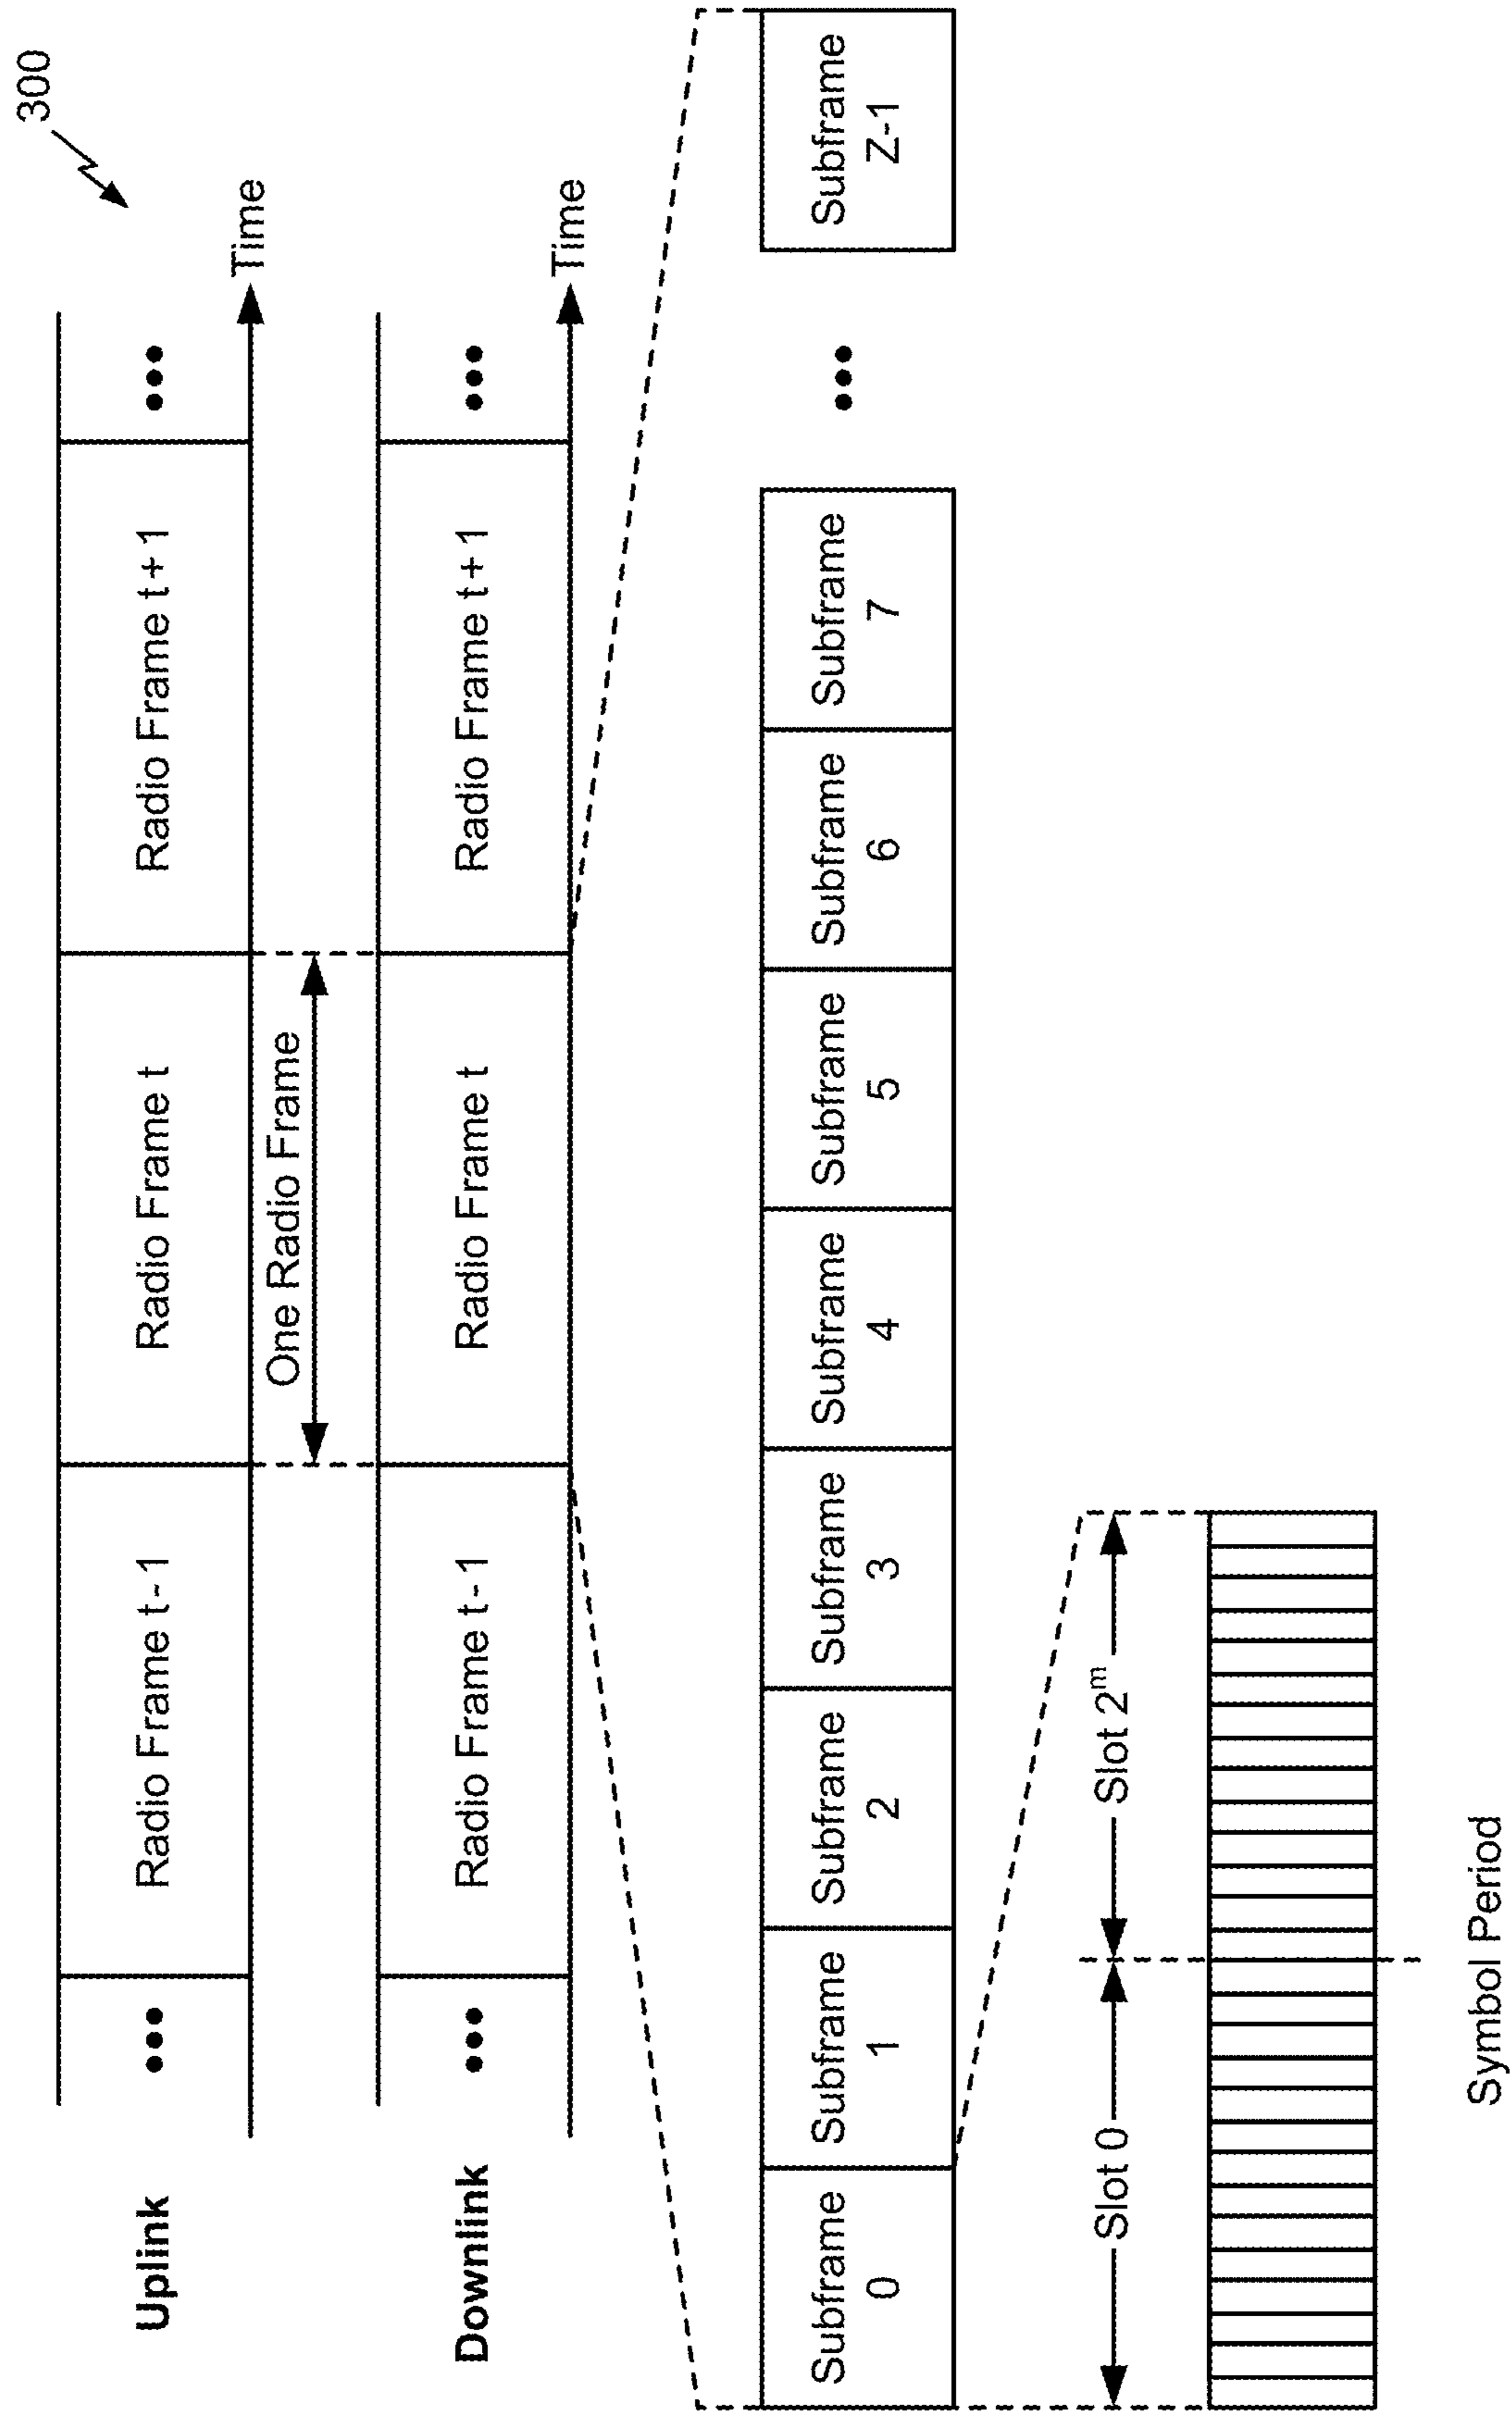 300
Uplink
Radio Frame t-1
Radio Frame t
Radio Frame t+1
Time
One Radio Frame
Downlink
Radio Frame t-1
Radio Frame t
Radio Frame t+1
Time
Subframe 0
Subframe 1
Subframe 2
Subframe 3
Subframe 4
Subframe 5
Subframe 6
Subframe 7
Subframe Z-1
Slot 0
Slot 2ᵐ
Symbol Period